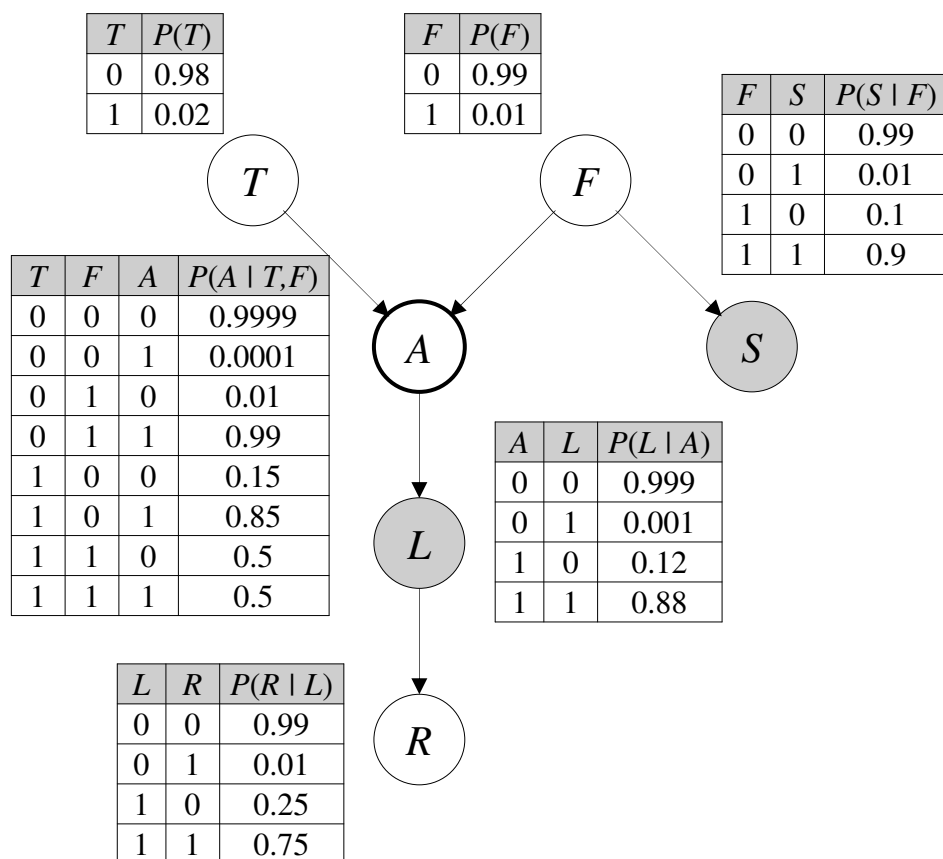 T P(T)
0 0.98
1 0.02
F P(F)
0 0.99
1 0.01
F S P(S | F)
0 0 0.99
0 1 0.01
1 0 0.1
1 1 0.9
T
F
T F A P(A | T,F)
0 0 0 0.9999
0 0 1 0.0001
0 1 0 0.01
0 1 1 0.99
1 0 0 0.15
1 0 1 0.85
1 1 0 0.5
1 1 1 0.5
A
S
A L P(L | A)
0 0 0.999
0 1 0.001
1 0 0.12
1 1 0.88
L
L R P(R | L)
0 0 0.99
0 1 0.01
1 0 0.25
1 1 0.75
R